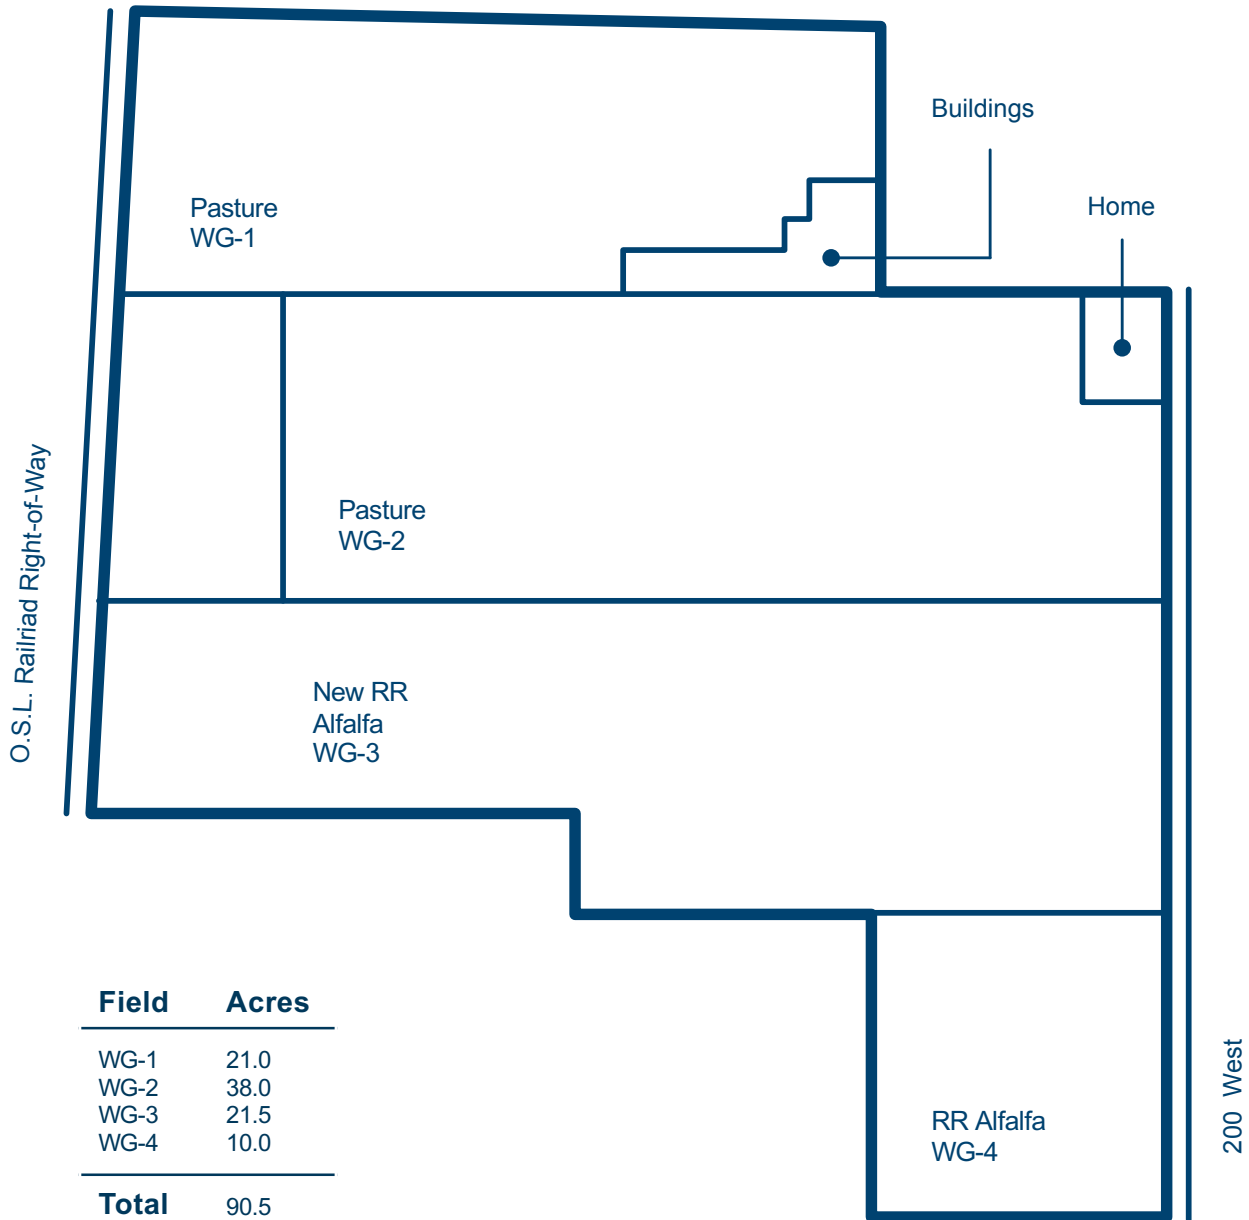 Buildings
Home
Pasture
WG-1
Pasture
WG-2
O.S.L. Railriad Right-of-Way
New RR
Alfalfa
WG-3
Field Acres
WG-1 21.0
WG-2 38.0
WG-3 21.5
WG-4 10.0
Total 90.5
RR Alfalfa
WG-4
200 West